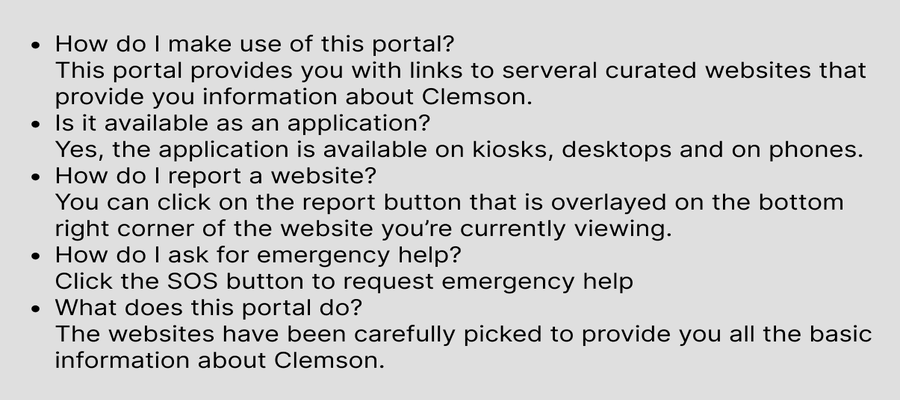 • How do I make use of this portal?
This portal provides you with links to serveral curated websites that
provide you information about Clemson.
• Is it available as an application?
Yes, the application is available on kiosks, desktops and on phones.
• How do I report a website?
You can click on the report button that is overlayed on the bottom
right corner of the website you’re currently viewing.
• How do I ask for emergency help?
Click the SOS button to request emergency help
• What does this portal do?
The websites have been carefully picked to provide you all the basic
information about Clemson.